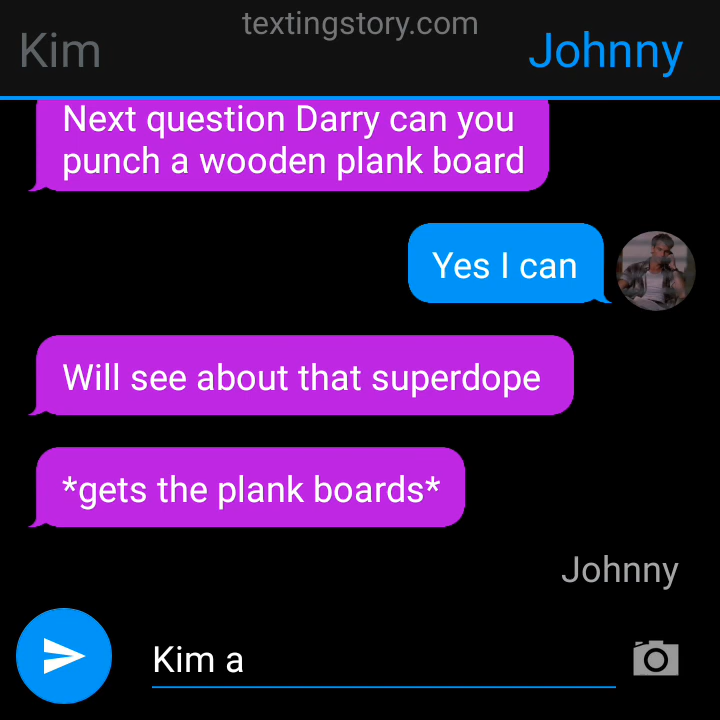 textingstory.com
Kim
Johnny
Next question Darry can you
punch a wooden plank board
Yes I can
Will see about that superdope
*gets the plank boards*
Johnny
Kim a